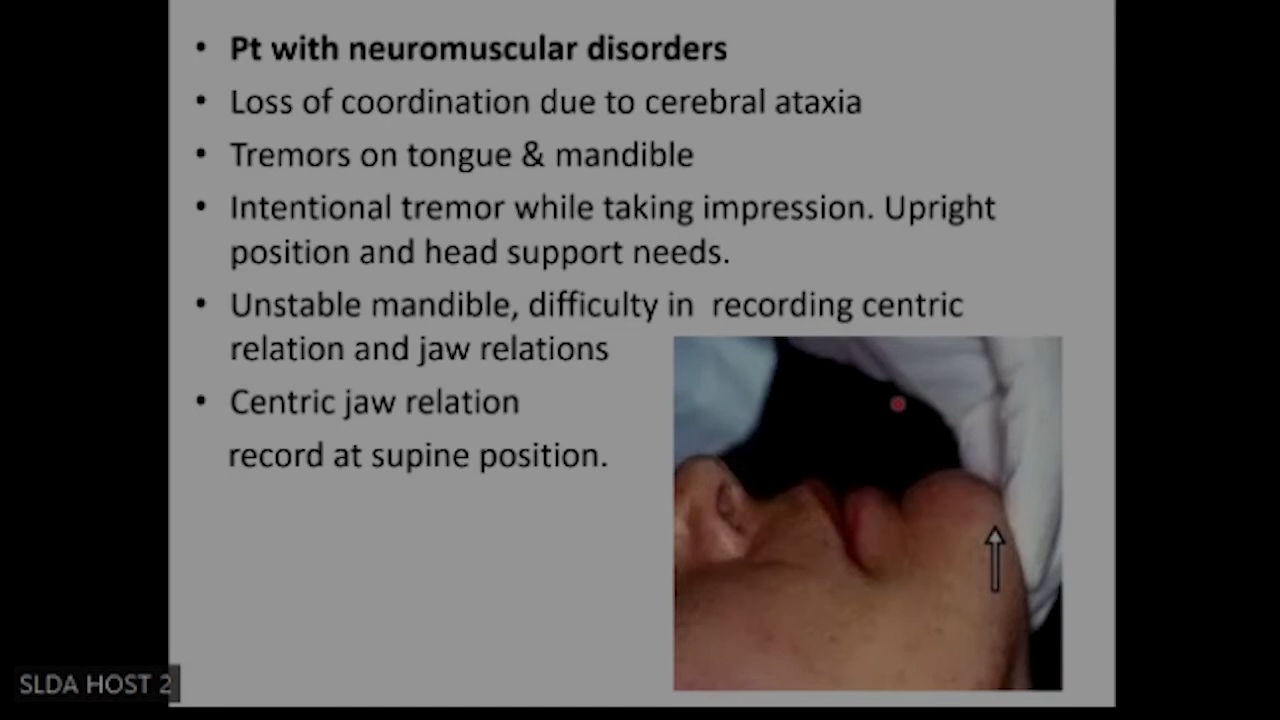 • Pt with neuromuscular disorders
• Loss of coordination due to cerebral ataxia
• Tremors on tongue & mandible
• Intentional tremor while taking impression. Upright
position and head support needs.
• Unstable mandible, difficulty in recording centric
relation and jaw relations
• Centric jaw relation
record at supine position.
SLDA HOST 2